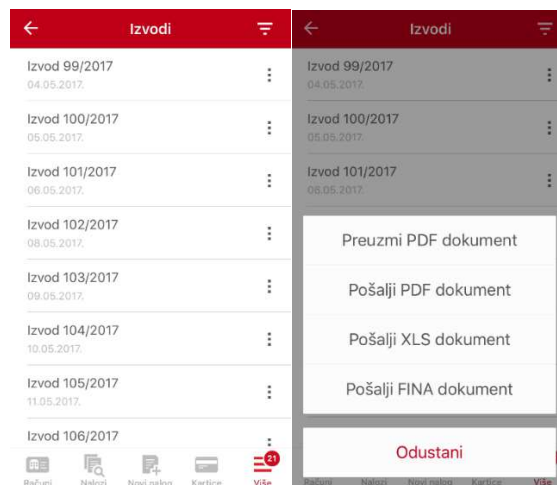 Izvodi
Izvod 99/2017
04.05.2017.
Izvod 100/2017
05.05.2017.
Izvod 101/2017
06.05.2017.
Izvod 102/2017
08.05.2017.
Izvod 103/2017
09.05.2017.
Izvod 104/2017
10.05.2017.
Izvod 105/2017
11.05.2017.
Izvod 106/2017
21
Računi Nalozi Novi nalog Kartice Više
Izvodi
Izvod 99/2017
04.05.2017.
Izvod 100/2017
05.05.2017.
Izvod 101/2017
06.05.2017.
Preuzmi PDF dokument
Pošalji PDF dokument
Pošalji XLS dokument
Pošalji FINA dokument
Odustani
Računi Nalozi Novi nalog Kartice Više